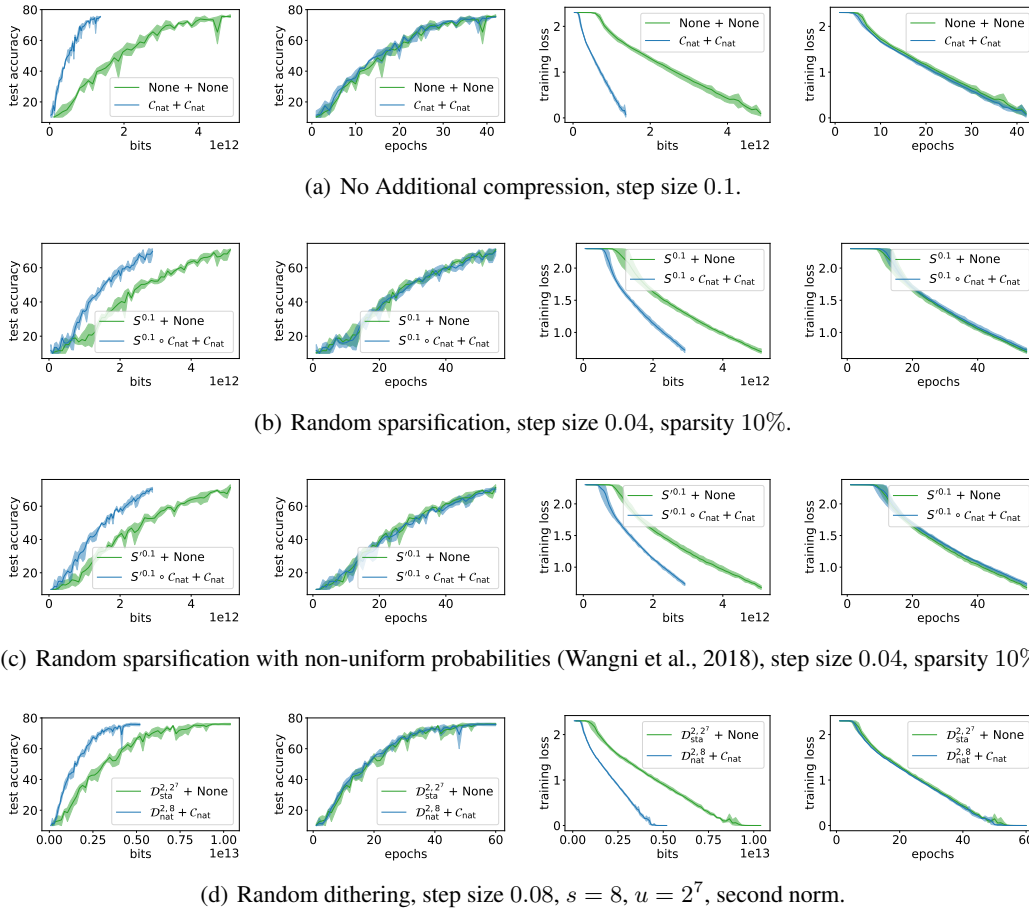 test accuracy
80
60
40
20
None + None
C_nat + C_nat
0 2 4
bits 1e12
test accuracy
80
60
40
20
None + None
C_nat + C_nat
0 10 20 30 40
epochs
training loss
2
1
0
None + None
C_nat + C_nat
0 2 4
bits 1e12
training loss
2
1
0
None + None
C_nat + C_nat
0 10 20 30 40
epochs
(a) No Additional compression, step size 0.1.
test accuracy
60
40
20
S^0.1 + None
S^0.1 ∘ C_nat + C_nat
0 2 4
bits 1e12
test accuracy
60
40
20
S^0.1 + None
S^0.1 ∘ C_nat + C_nat
0 20 40
epochs
training loss
2.0
1.5
1.0
S^0.1 + None
S^0.1 ∘ C_nat + C_nat
0 2 4
bits 1e12
training loss
2.0
1.5
1.0
S^0.1 + None
S^0.1 ∘ C_nat + C_nat
0 20 40
epochs
(b) Random sparsification, step size 0.04, sparsity 10%.
test accuracy
60
40
20
S′^0.1 + None
S′^0.1 ∘ C_nat + C_nat
0 2 4
bits 1e12
test accuracy
60
40
20
S′^0.1 + None
S′^0.1 ∘ C_nat + C_nat
0 20 40
epochs
training loss
2.0
1.5
1.0
S′^0.1 + None
S′^0.1 ∘ C_nat + C_nat
0 2 4
bits 1e12
training loss
2.0
1.5
1.0
S′^0.1 + None
S′^0.1 ∘ C_nat + C_nat
0 20 40
epochs
(c) Random sparsification with non-uniform probabilities (Wangni et al., 2018), step size 0.04, sparsity 10%
test accuracy
80
60
40
20
D_sta^2,2^7 + None
D_nat^2,8 + C_nat
0.00 0.25 0.50 0.75 1.00
bits 1e13
test accuracy
80
60
40
20
D_sta^2,2^7 + None
D_nat^2,8 + C_nat
0 20 40 60
epochs
training loss
2
1
0
D_sta^2,2^7 + None
D_nat^2,8 + C_nat
0.00 0.25 0.50 0.75 1.00
bits 1e13
training loss
2
1
0
D_sta^2,2^7 + None
D_nat^2,8 + C_nat
0 20 40 60
epochs
(d) Random dithering, step size 0.08, s = 8, u = 2^7, second norm.